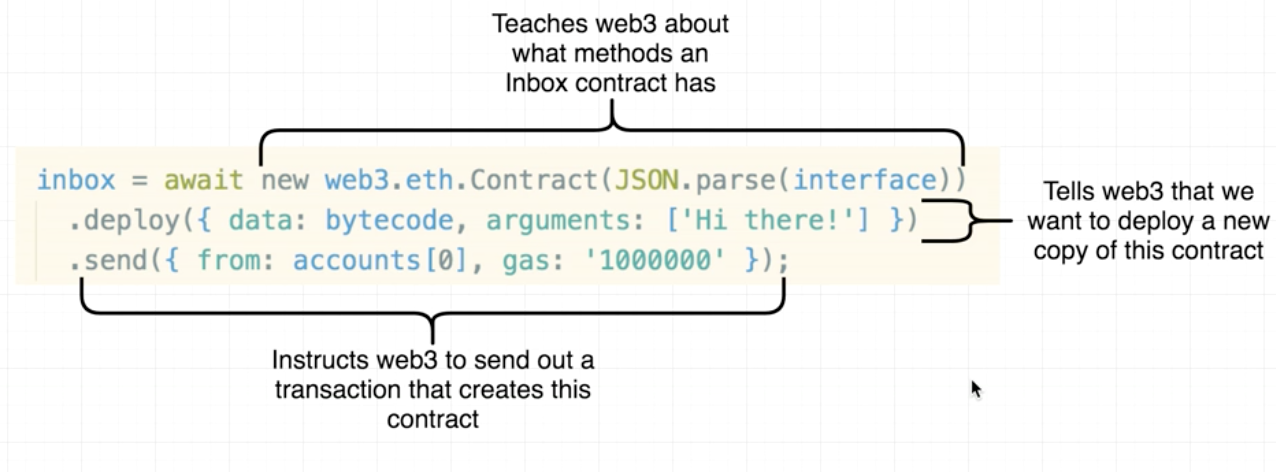 Teaches web3 about
what methods an
Inbox contract has
inbox = await new web3.eth.Contract(JSON.parse(interface))
.deploy({ data: bytecode, arguments: ['Hi there!'] })
.send({ from: accounts[0], gas: '1000000' });
Tells web3 that we
want to deploy a new
copy of this contract
Instructs web3 to send out a
transaction that creates this
contract